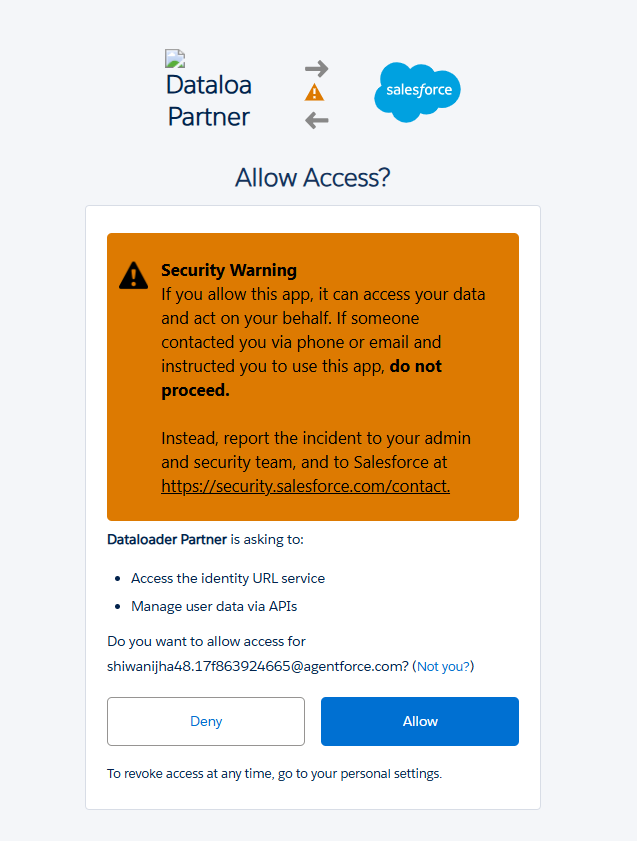 Dataloa
Partner
salesforce
Allow Access?
Security Warning
If you allow this app, it can access your data
and act on your behalf. If someone
contacted you via phone or email and
instructed you to use this app, do not
proceed.
Instead, report the incident to your admin
and security team, and to Salesforce at
https://security.salesforce.com/contact.
Dataloader Partner is asking to:
• Access the identity URL service
• Manage user data via APIs
Do you want to allow access for
shiwanijha48.17f863924665@agentforce.com? (Not you?)
Deny
Allow
To revoke access at any time, go to your personal settings.